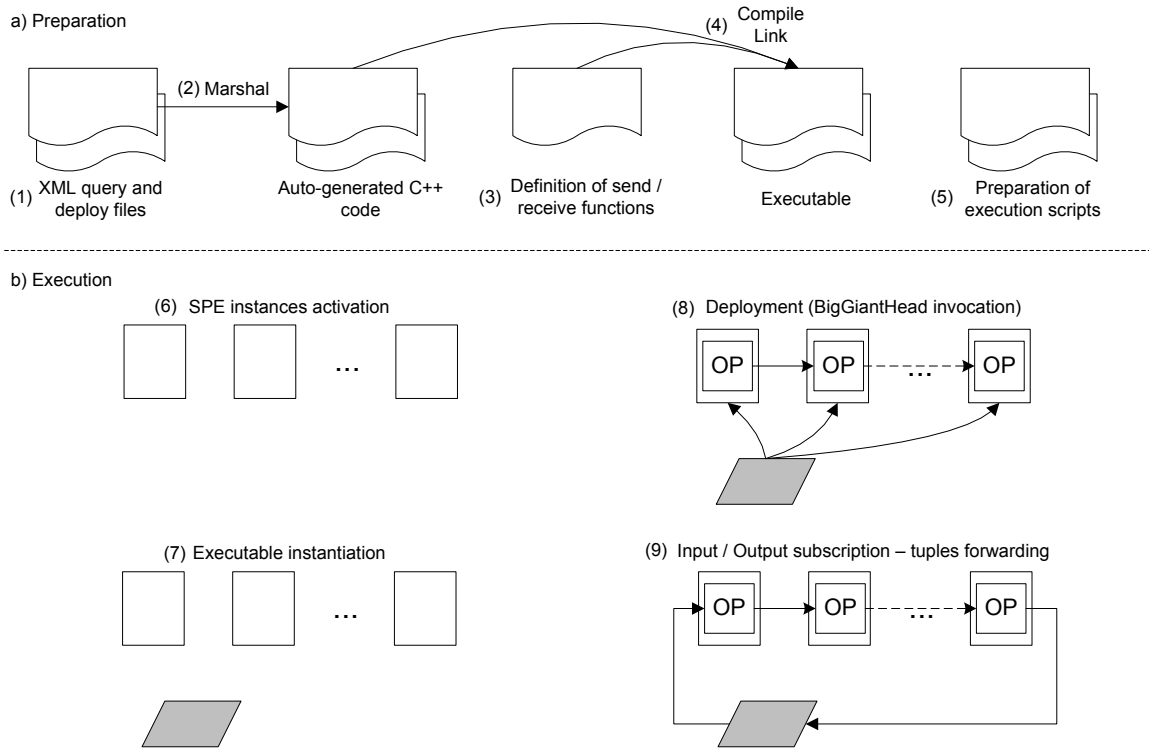 a) Preparation
(4) Compile
Link
(2) Marshal
(1) XML query and
deploy files
Auto-generated C++
code
(3) Definition of send /
receive functions
Executable
(5) Preparation of
execution scripts
b) Execution
(6) SPE instances activation
...
(8) Deployment (BigGiantHead invocation)
OP OP ... OP
(7) Executable instantiation
...
(9) Input / Output subscription – tuples forwarding
OP OP ... OP